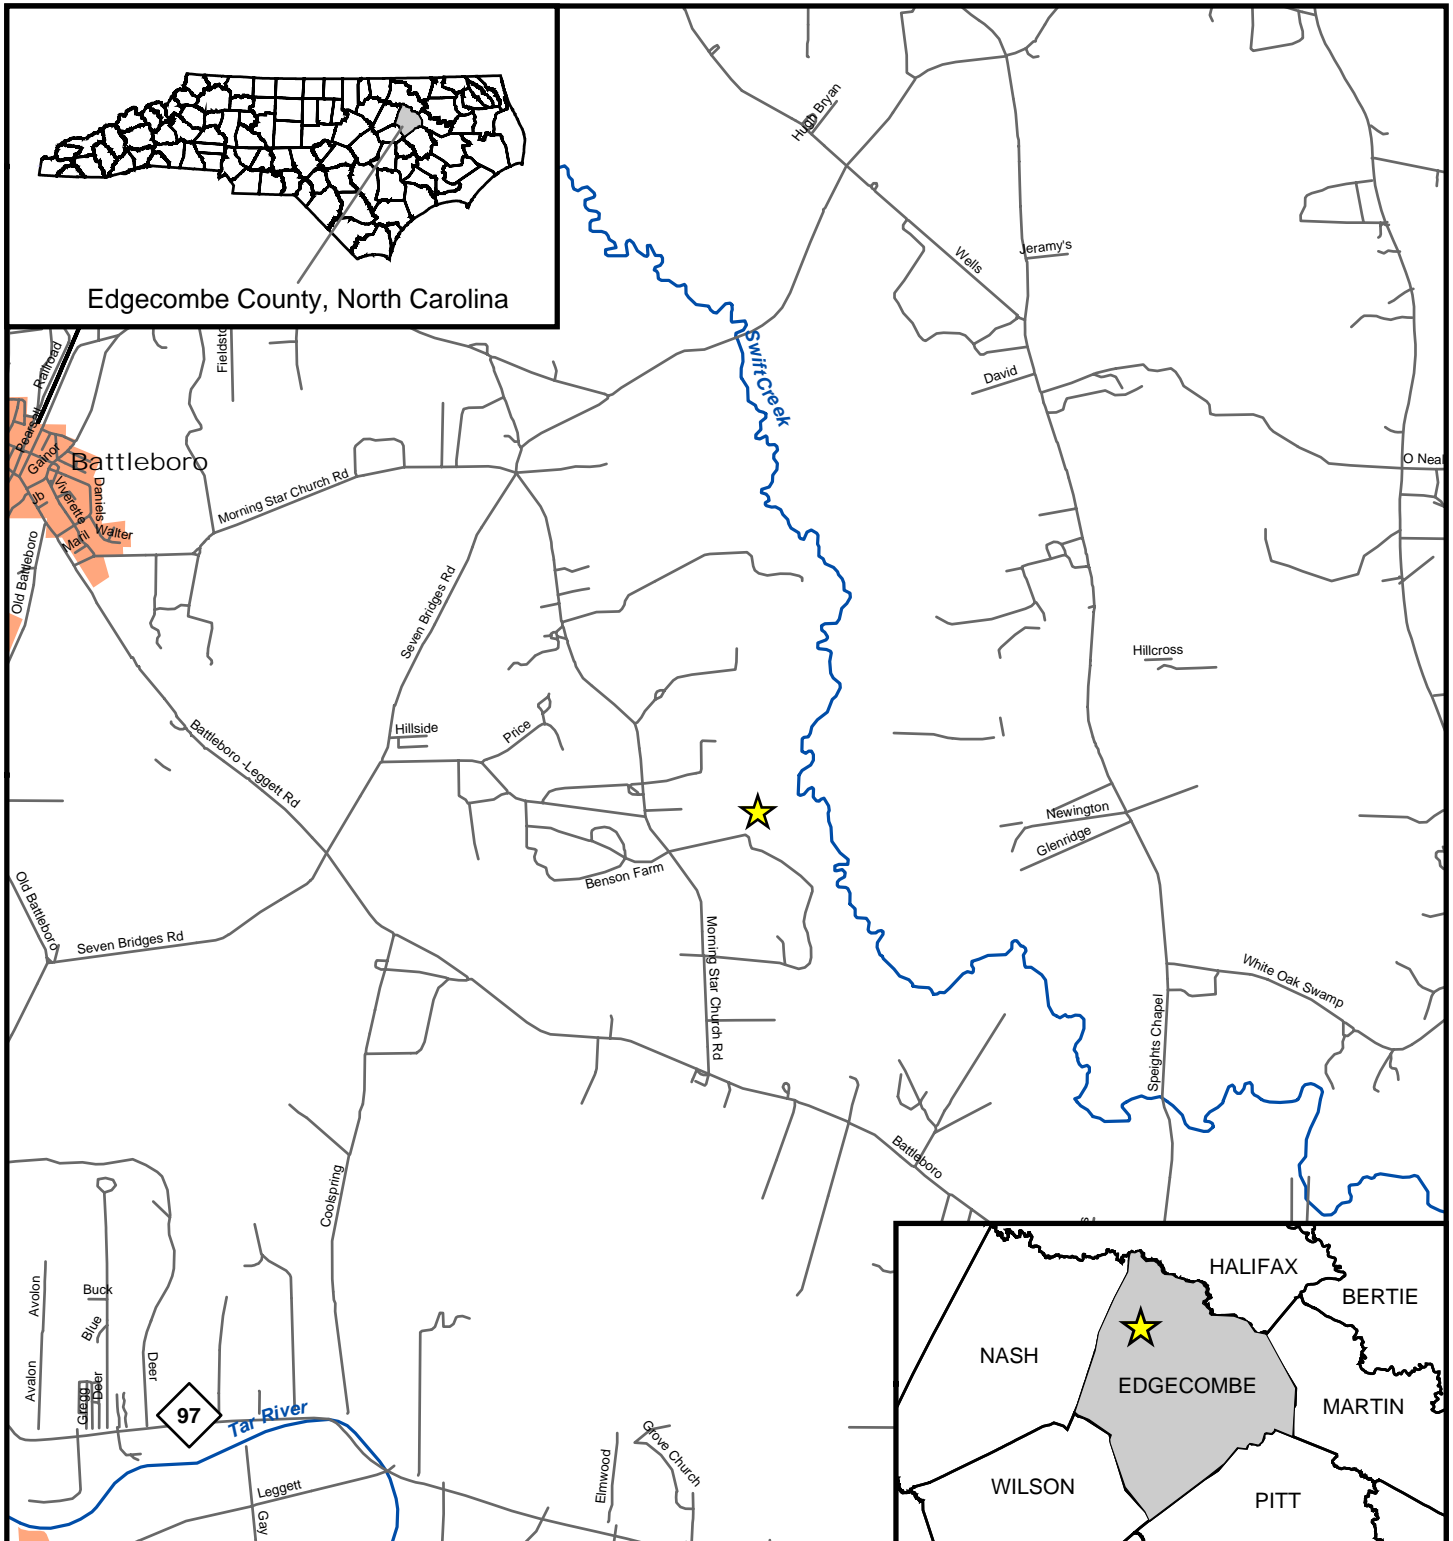 Edgecombe County, North Carolina
Hugh Bryan
Wells
Jeramy's
Swift Creek
David
O Neal
Railroad
Fieldsto
Pearsall
Gainor
Battleboro
Jb
Viverette
Daniels
Walter
Maril
Old Battleboro
Morning Star Church Rd
Seven Bridges Rd
Hillcross
Battleboro -Leggett Rd
Hillside
Price
Newington
Glenridge
Benson Farm
Old Battleboro
Seven Bridges Rd
Morning Star Church Rd
White Oak Swamp
Speights Chapel
Battleboro
Coolspring
Avolon
Buck
Blue
Avalon
Gregg
Deer
Deer
97
Tar River
Leggett
Gay
Elmwood
Grove Church
HALIFAX
BERTIE
NASH
EDGECOMBE
MARTIN
WILSON
PITT